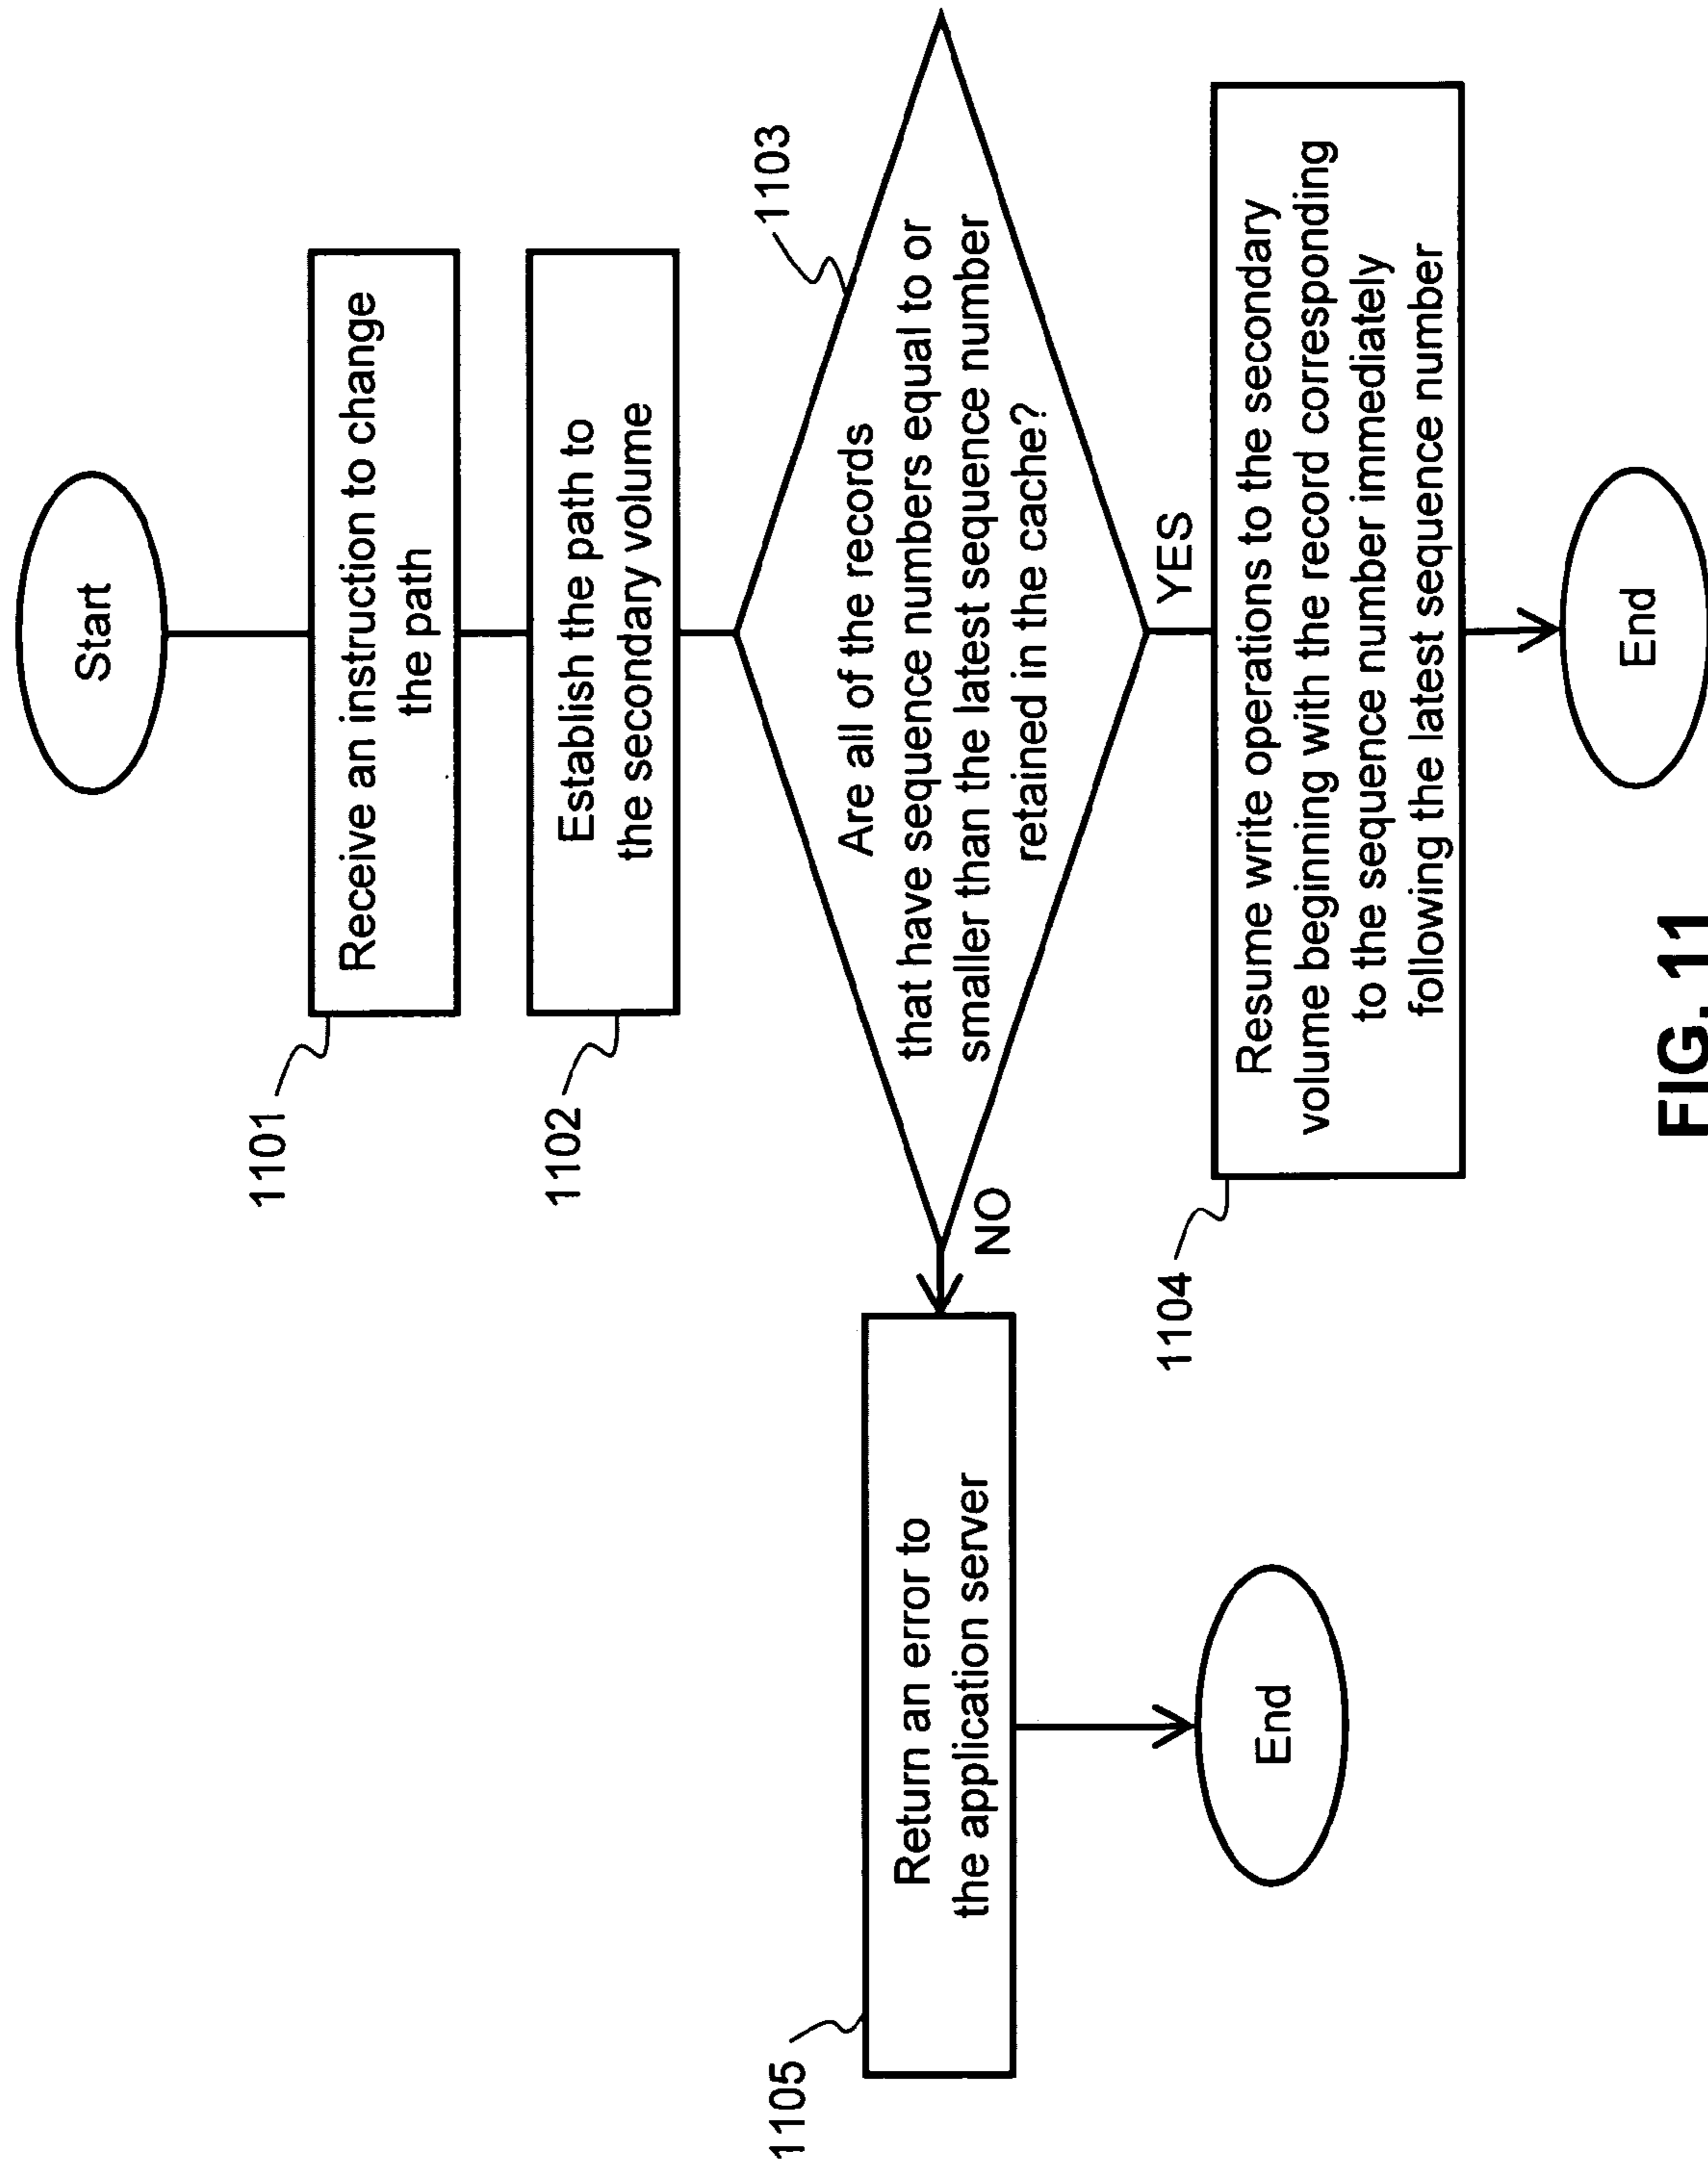 Start
1101
Receive an instruction to change
the path
1102
Establish the path to
the secondary volume
1103
Are all of the records
that have sequence numbers equal to or
smaller than the latest sequence number
retained in the cache?
NO
YES
1105
Return an error to
the application server
End
1104
Resume write operations to the secondary
volume beginning with the record corresponding
to the sequence number immediately
following the latest sequence number
End
FIG. 11